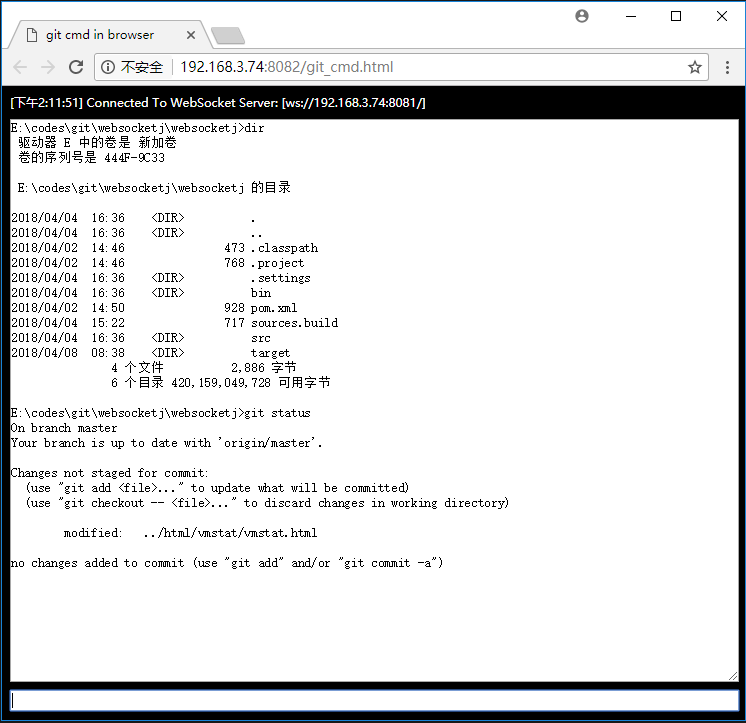 git cmd in browser
不安全 192.168.3.74:8082/git_cmd.html
[下午2:11:51] Connected To WebSocket Server: [ws://192.168.3.74:8081/]
E:\codes\git\websocketj\websocketj>dir
驱动器 E 中的卷是 新加卷
卷的序列号是 444F-9C33
E:\codes\git\websocketj\websocketj 的目录
2018/04/04 16:36 <DIR> .
2018/04/04 16:36 <DIR> ..
2018/04/02 14:46 473 .classpath
2018/04/02 14:46 768 .project
2018/04/04 16:36 <DIR> .settings
2018/04/04 16:36 <DIR> bin
2018/04/02 14:50 928 pom.xml
2018/04/04 15:22 717 sources.build
2018/04/04 16:36 <DIR> src
2018/04/08 08:38 <DIR> target
4 个文件 2,886 字节
6 个目录 420,159,049,728 可用字节
E:\codes\git\websocketj\websocketj>git status
On branch master
Your branch is up to date with 'origin/master'.
Changes not staged for commit:
(use "git add <file>..." to update what will be committed)
(use "git checkout -- <file>..." to discard changes in working directory)
modified: ../html/vmstat/vmstat.html
no changes added to commit (use "git add" and/or "git commit -a")